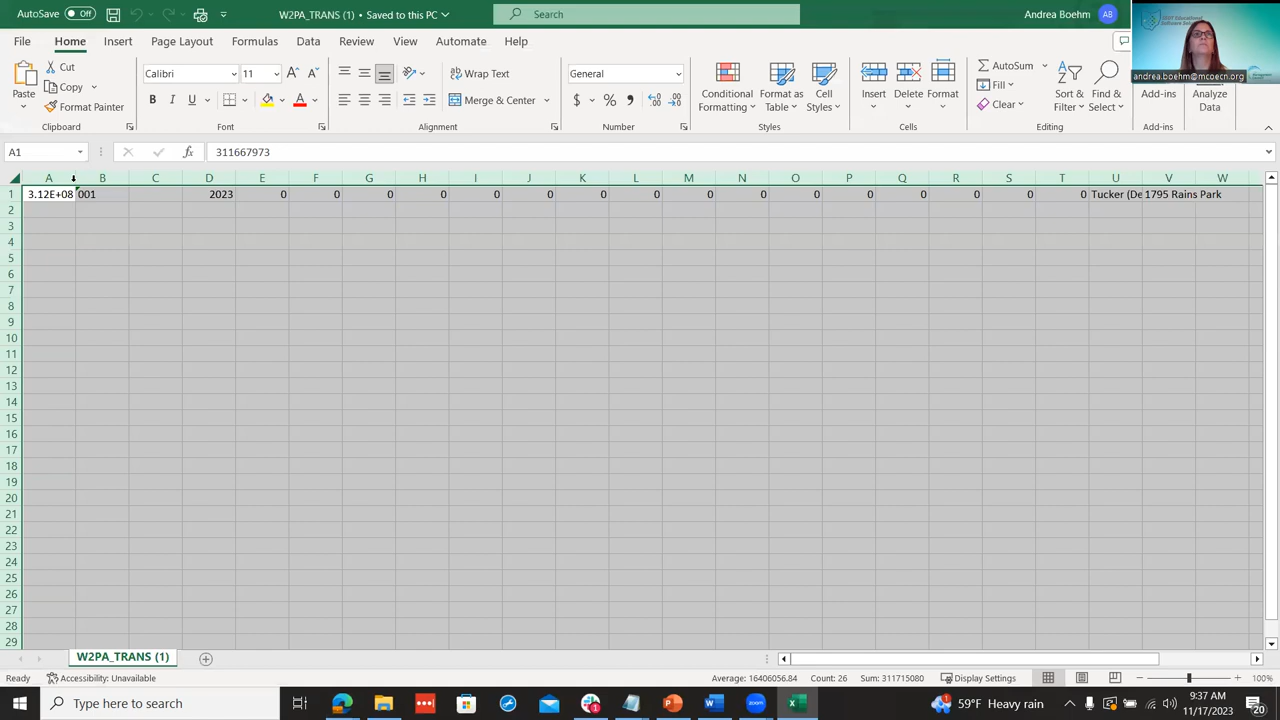 AutoSave Off W2PA_TRANS (1) • Saved to this PC Search Andrea Boehm AB
File Home Insert Page Layout Formulas Data Review View Automate Help
Paste Cut Copy Format Painter Clipboard
Calibri 11 B I U A Font
Wrap Text Merge & Center Alignment
General $ % , Number
Conditional Formatting Format as Table Cell Styles Styles
Insert Delete Format Cells
AutoSum Fill Clear Sort & Filter Find & Select Editing
Add-ins Add-ins
Analyze Data
andrea.boehm@mcoecn.org
A1 fx 311667973
A B C D E F G H I J K L M N O P Q R S T U V W
1 3.12E+08 001 2023 0 0 0 0 0 0 0 0 0 0 0 0 0 0 0 0 Tucker (De 1795 Rains Park
2
3
4
5
6
7
8
9
10
11
12
13
14
15
16
17
18
19
20
21
22
23
24
25
26
27
28
29
W2PA_TRANS (1)
Ready Accessibility: Unavailable Average: 16406056.84 Count: 26 Sum: 311715080 Display Settings 100%
Type here to search 59°F Heavy rain 9:37 AM
11/17/2023 20